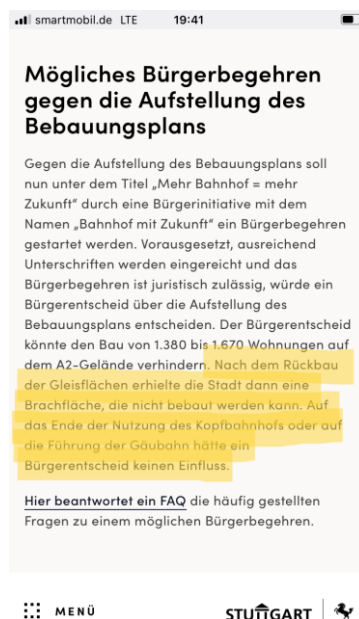 smartmobil.de LTE 19:41
Mögliches Bürgerbegehren
gegen die Aufstellung des
Bebauungsplans
Gegen die Aufstellung des Bebauungsplans soll
nun unter dem Titel „Mehr Bahnhof = mehr
Zukunft“ durch eine Bürgerinitiative mit dem
Namen „Bahnhof mit Zukunft“ ein Bürgerbegehren
gestartet werden. Vorausgesetzt, ausreichend
Unterschriften werden eingereicht und das
Bürgerbegehren ist juristisch zulässig, würde ein
Bürgerentscheid über die Aufstellung des
Bebauungsplans entscheiden. Der Bürgerentscheid
könnte den Bau von 1.380 bis 1.670 Wohnungen auf
dem A2-Gelände verhindern. Nach dem Rückbau
der Gleisflächen erhielte die Stadt dann eine
Brachfläche, die nicht bebaut werden kann. Auf
das Ende der Nutzung des Kopfbahnhofs oder auf
die Führung der Gäubahn hätte ein
Bürgerentscheid keinen Einfluss.
Hier beantwortet ein FAQ die häufig gestellten
Fragen zu einem möglichen Bürgerbegehren.
MENÜ
STUTTGART